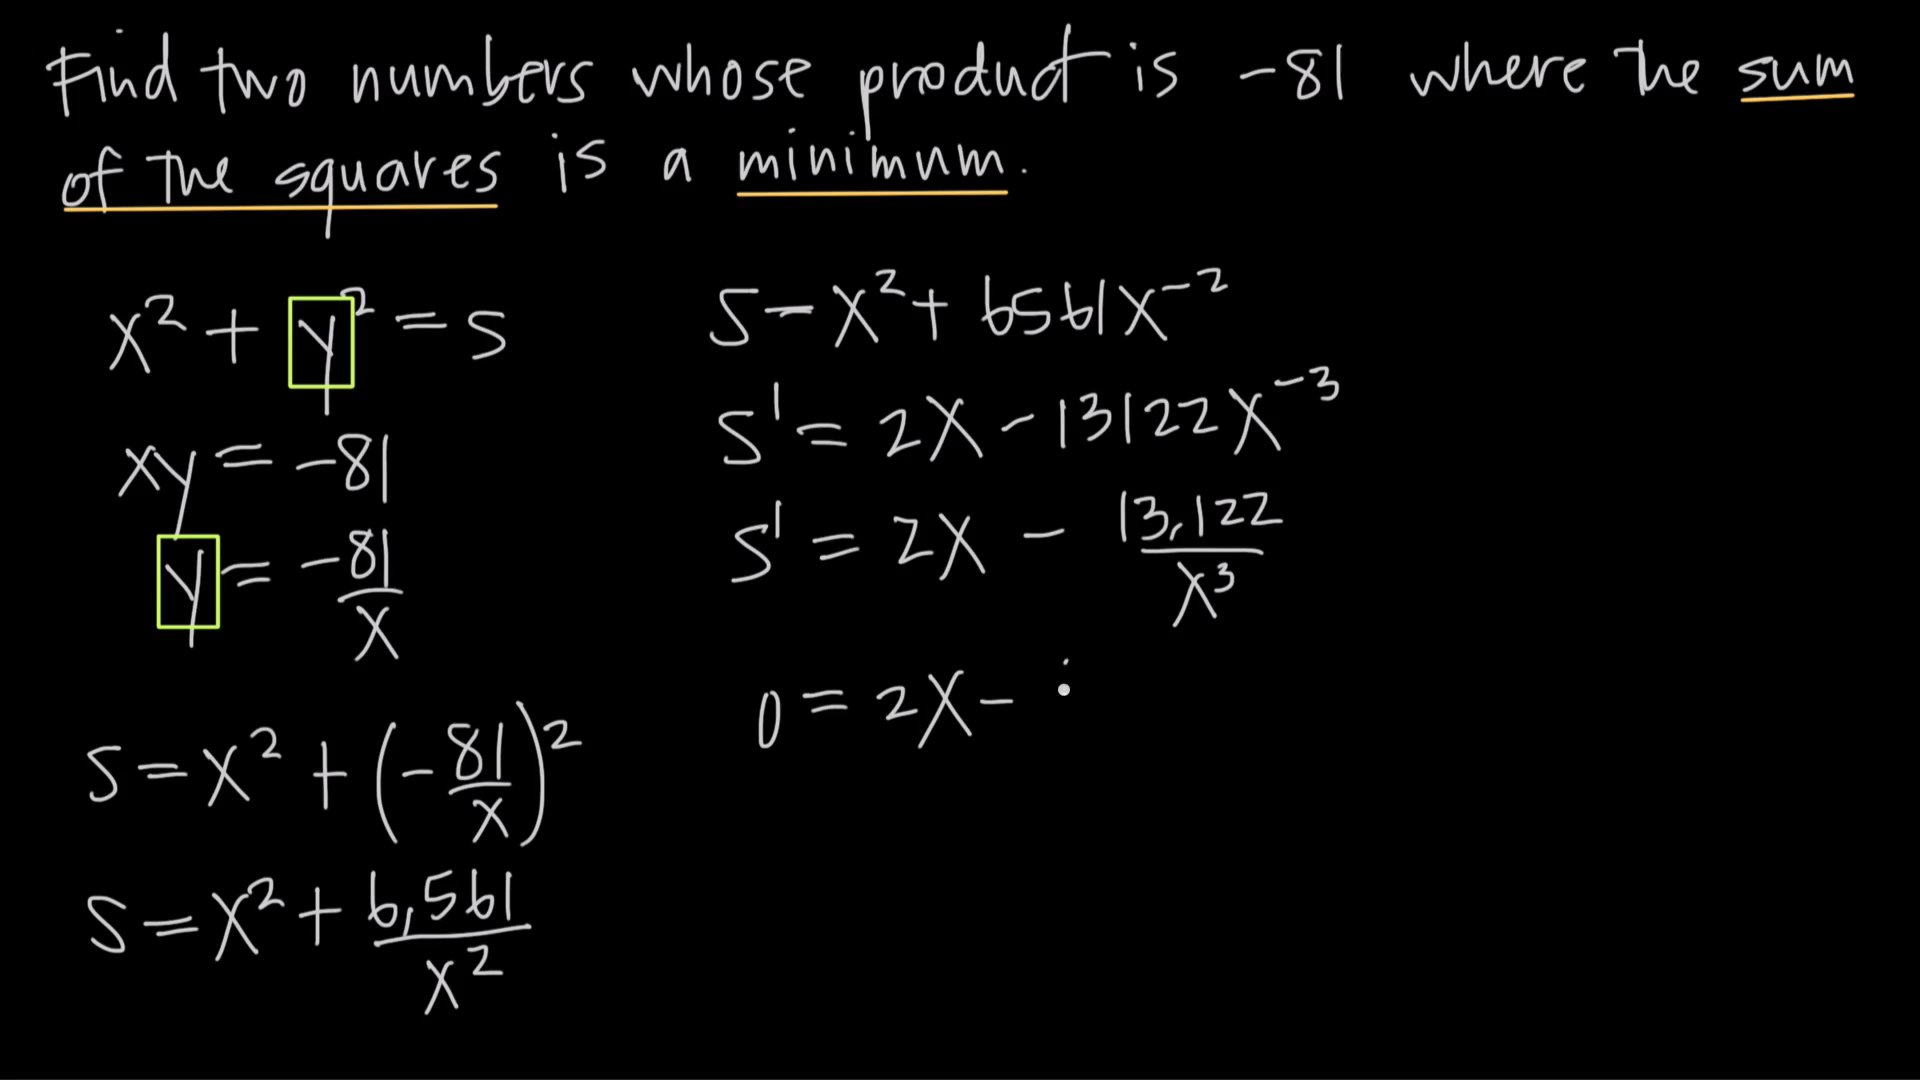 Find two numbers whose product is -81 where the sum
of the squares is a minimum.
x² + y² = S
xy = -81
y = -81/x
S = x² + (-81/x)²
S = x² + 6,561/x²
S = x² + 6561x⁻²
S' = 2x - 13122x⁻³
S' = 2x - 13,122/x³
0 = 2x -